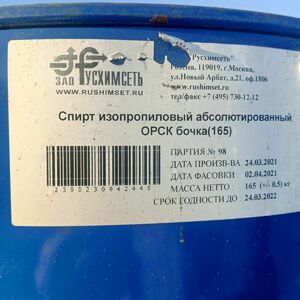 ЗАО РУСХИМСЕТЬ
www.rushimset.ru
Русхимсеть"
Россия, 119019, г.Москва,
ул.Новый Арбат, д.21, оф.1806
www.rushimset.ru
тел/факс +7 (495) 730-12-12
Спирт изопропиловый абсолютированный
ОРСК бочка(165)
ПАРТИЯ № 98
ДАТА ПРОИЗВ-ВА 24.03.2021
ДАТА ФАСОВКИ : 02.04.2021
МАССА НЕТТО : 165 (+/- 0.5) кг
СРОК ГОДНОСТИ ДО : 24.03.2022
2390230942446